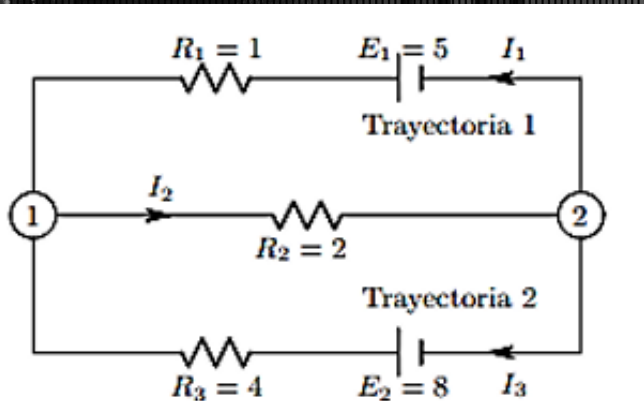 R₁ = 1 E₁ = 5 I₁
Trayectoria 1
I₂
1 2
R₂ = 2
Trayectoria 2
R₃ = 4 E₂ = 8 I₃